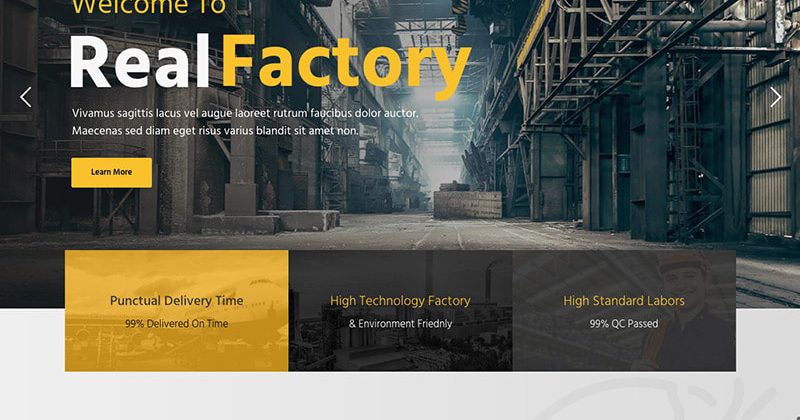 Welcome To
RealFactory
Vivamus sagittis lacus vel augue laoreet rutrum faucibus dolor auctor.
Maecenas sed diam eget risus varius blandit sit amet non.
Learn More
Punctual Delivery Time
99% Delivered On Time
High Technology Factory
& Environment Friednly
High Standard Labors
99% QC Passed